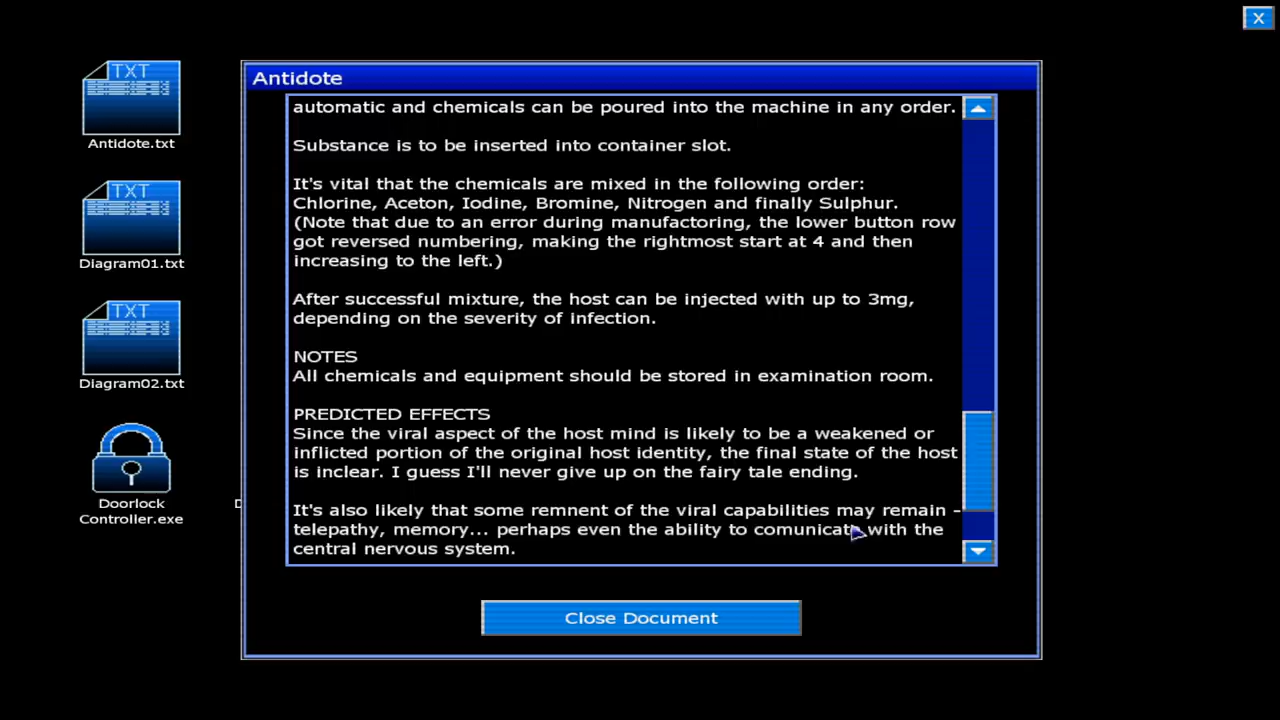 X
TXT
Antidote.txt
TXT
Diagram01.txt
TXT
Diagram02.txt
Doorlock
Controller.exe
D
Antidote
automatic and chemicals can be poured into the machine in any order.
Substance is to be inserted into container slot.
It's vital that the chemicals are mixed in the following order:
Chlorine, Aceton, Iodine, Bromine, Nitrogen and finally Sulphur.
(Note that due to an error during manufactoring, the lower button row
got reversed numbering, making the rightmost start at 4 and then
increasing to the left.)
After successful mixture, the host can be injected with up to 3mg,
depending on the severity of infection.
NOTES
All chemicals and equipment should be stored in examination room.
PREDICTED EFFECTS
Since the viral aspect of the host mind is likely to be a weakened or
inflicted portion of the original host identity, the final state of the host
is inclear. I guess I'll never give up on the fairy tale ending.
It's also likely that some remnent of the viral capabilities may remain -
telepathy, memory... perhaps even the ability to comunicate with the
central nervous system.
Close Document